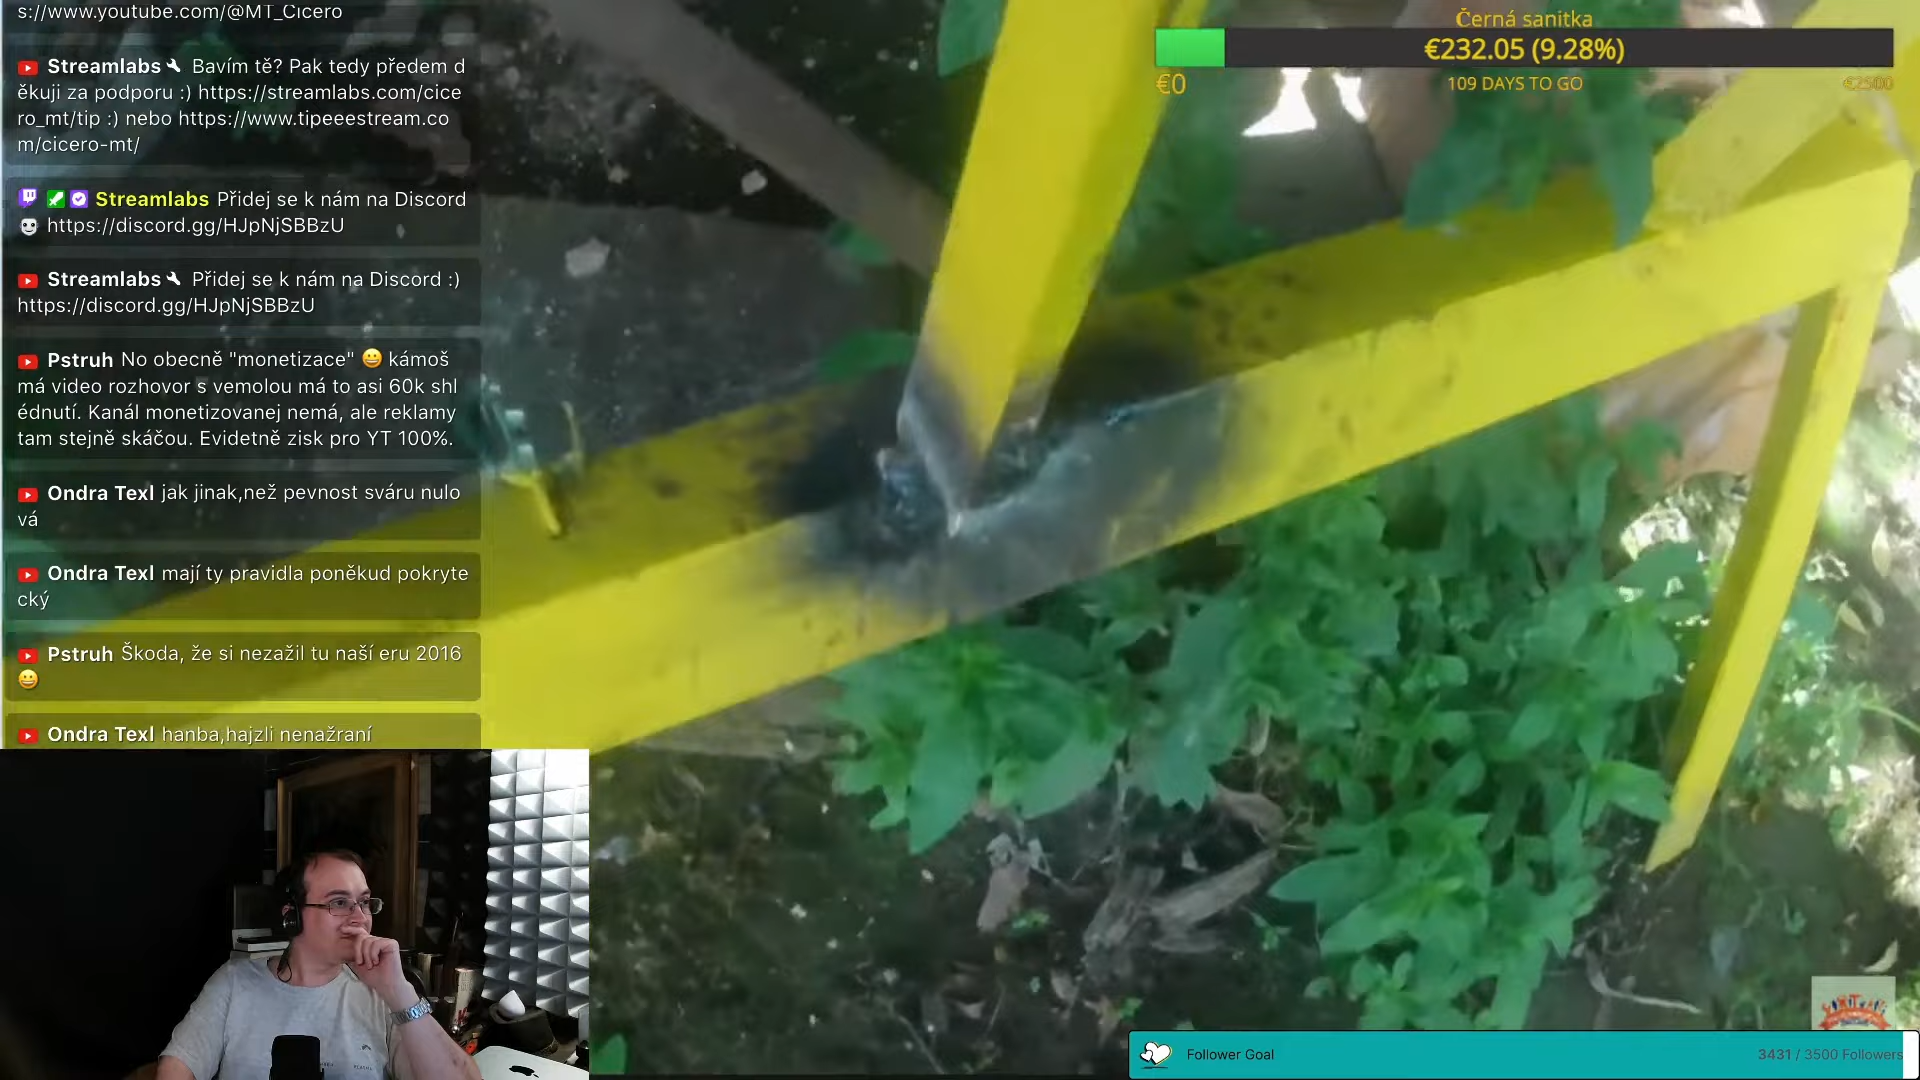 s://www.youtube.com/@MT_Cicero
Streamlabs Bavím tě? Pak tedy předem d
ěkuji za podporu :) https://streamlabs.com/cice
ro_mt/tip :) nebo https://www.tipeeestream.co
m/cicero-mt/
Streamlabs Přidej se k nám na Discord
https://discord.gg/HJpNjSBBzU
Streamlabs Přidej se k nám na Discord :)
https://discord.gg/HJpNjSBBzU
Pstruh No obecně "monetizace" 😀 kámoš
má video rozhovor s vemolou má to asi 60k shl
édnutí. Kanál monetizovanej nemá, ale reklamy
tam stejně skáčou. Evidetně zisk pro YT 100%.
Ondra Texl jak jinak,než pevnost sváru nulo
vá
Ondra Texl mají ty pravidla poněkud pokryte
cký
Pstruh Škoda, že si nezažil tu naší eru 2016
😀
Ondra Texl hanba,hajzli nenažraní
Černá sanitka
€232.05 (9.28%)
€0
109 DAYS TO GO
€2500
Follower Goal
3431 / 3500 Followers